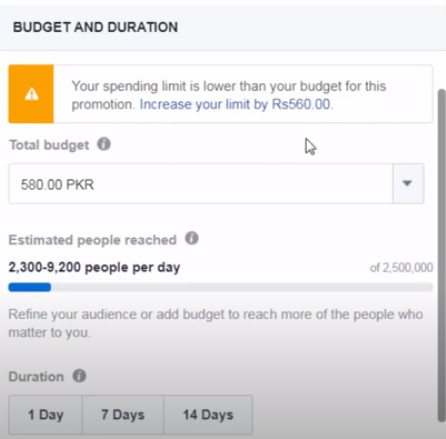 BUDGET AND DURATION
Your spending limit is lower than your budget for this
promotion. Increase your limit by Rs560.00.
Total budget
580.00 PKR
Estimated people reached
2,300-9,200 people per day
of 2,500,000
Refine your audience or add budget to reach more of the people who
matter to you.
Duration
1 Day 7 Days 14 Days